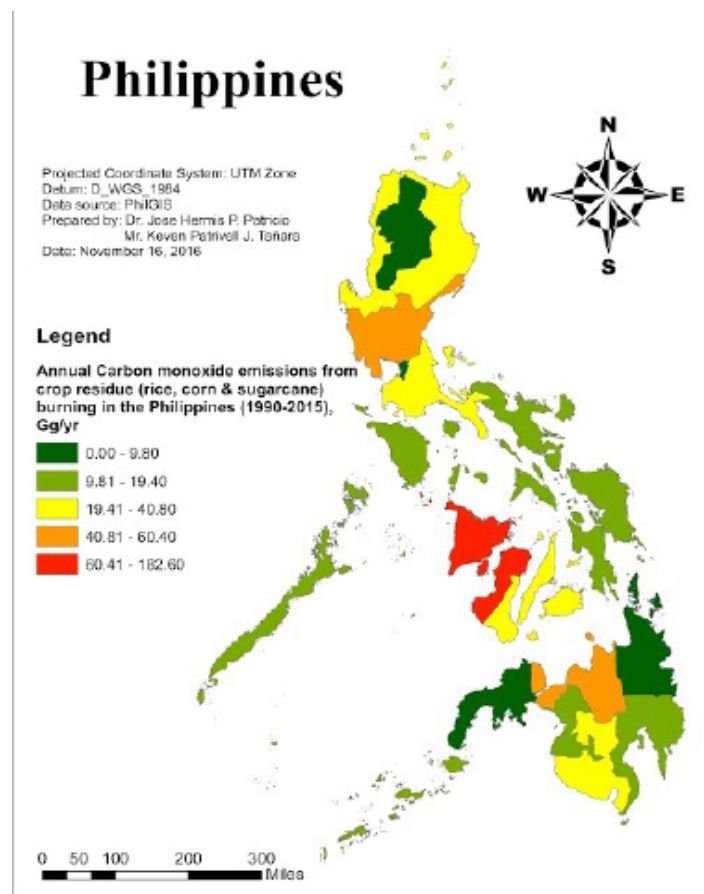 Philippines
Projected Coordinate System: UTM Zone
Datum: D_WGS_1984
Data source: PhilGIS
Prepared by: Dr. Jose Hermis P. Patricio
Mr. Keven Patrivell J. Tañara
Date: November 16, 2016
N
W E
S
Legend
Annual Carbon monoxide emissions from
crop residue (rice, corn & sugarcane)
burning in the Philippines (1990-2015),
Gg/yr
0.00 - 9.80
9.81 - 19.40
19.41 - 40.80
40.81 - 60.40
60.41 - 162.60
0 50 100 200 300
Miles